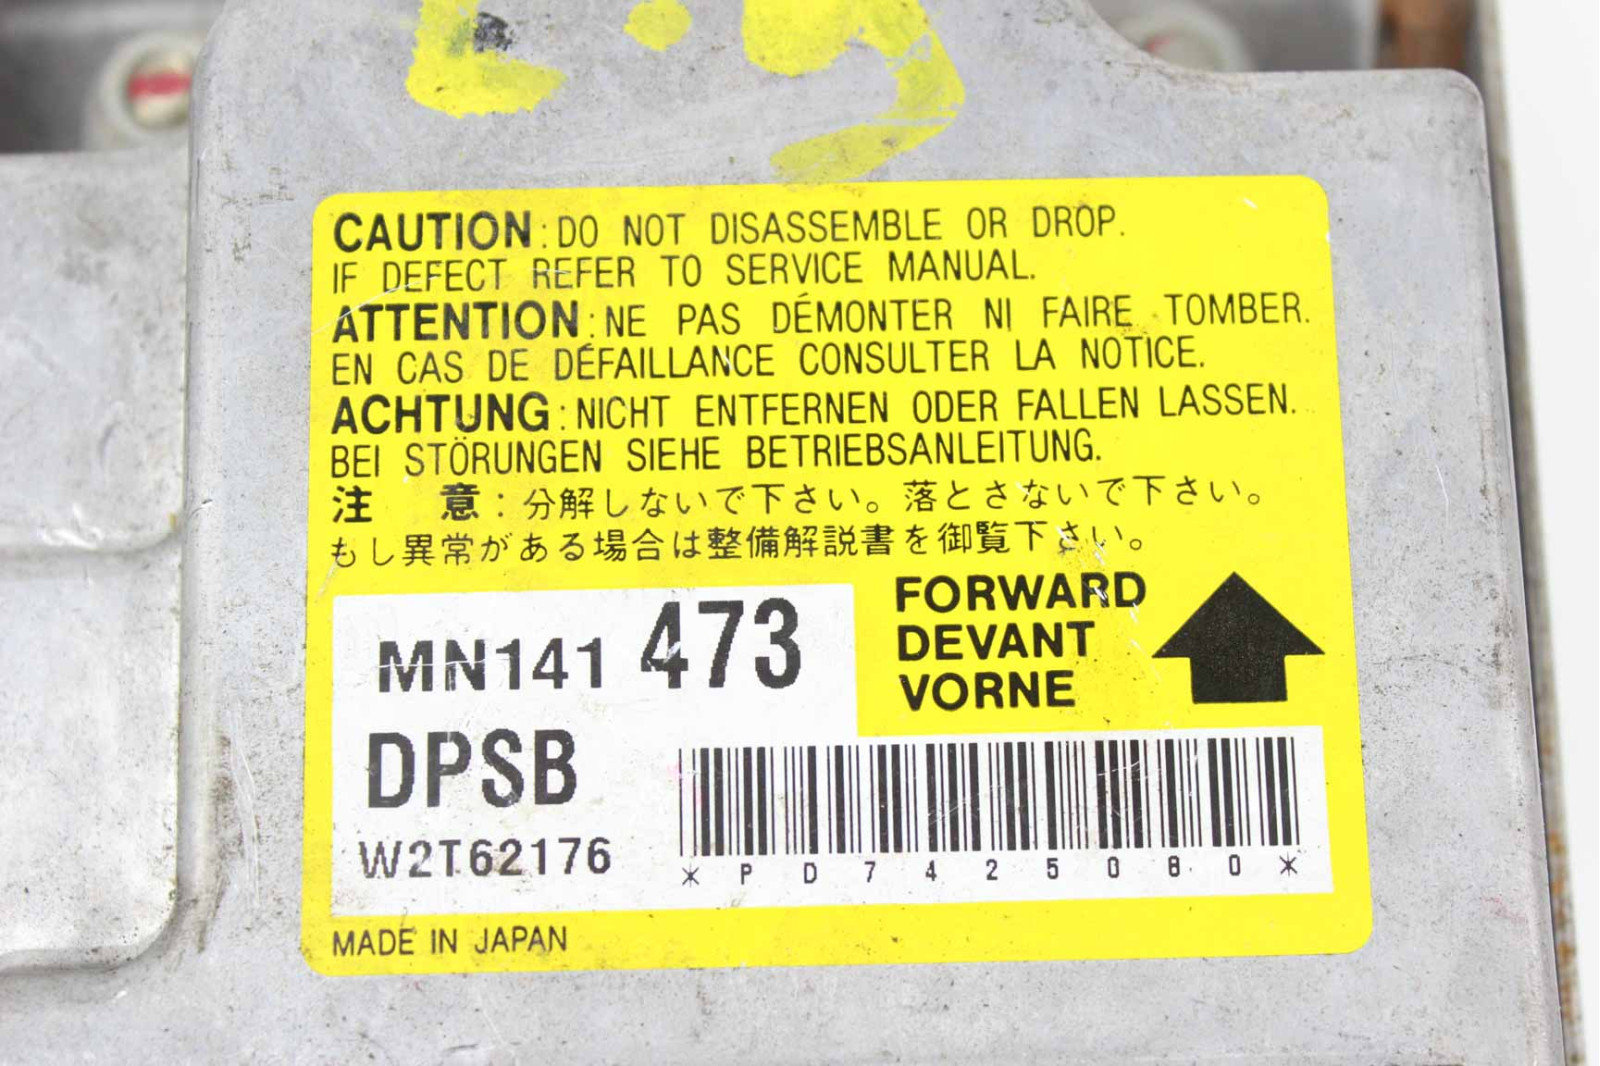 CAUTION:DO NOT DISASSEMBLE OR DROP.
IF DEFECT REFER TO SERVICE MANUAL.
ATTENTION:NE PAS DÉMONTER NI FAIRE TOMBER.
EN CAS DE DÉFAILLANCE CONSULTER LA NOTICE.
ACHTUNG:NICHT ENTFERNEN ODER FALLEN LASSEN.
BEI STÖRUNGEN SIEHE BETRIEBSANLEITUNG.
注 意:分解しないで下さい。落とさないで下さい。
もし異常がある場合は整備解説書を御覧下さい。
MN141 473
FORWARD
DEVANT
VORNE
DPSB
W2T62176
*PD7425080*
MADE IN JAPAN